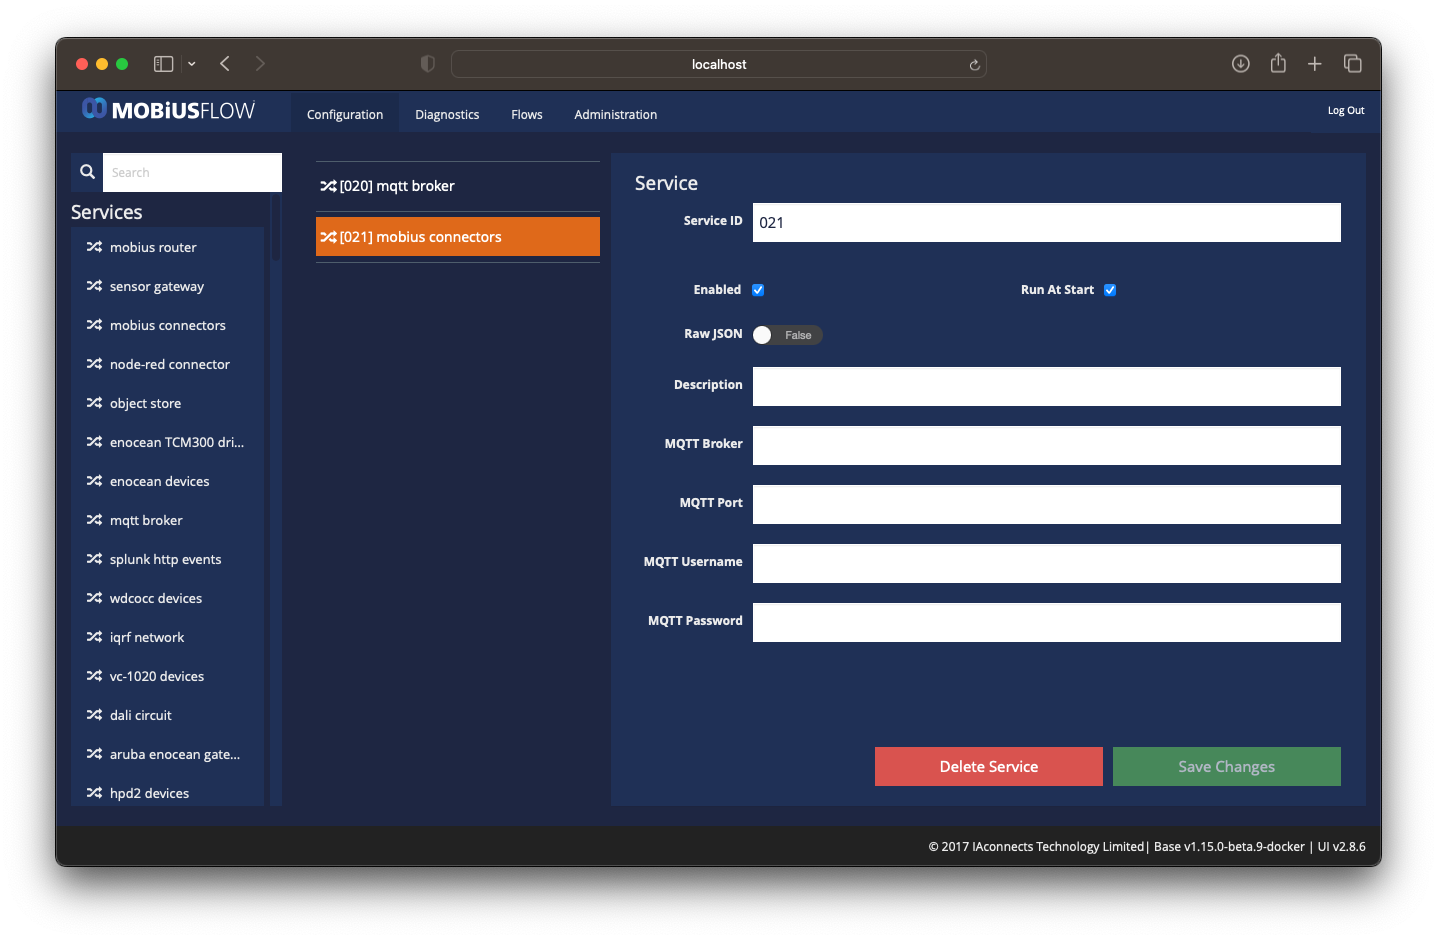 localhost
MOBiUSFLOW
Configuration
Diagnostics
Flows
Administration
Log Out
Search
Services
mobius router
sensor gateway
mobius connectors
node-red connector
object store
enocean TCM300 dri...
enocean devices
mqtt broker
splunk http events
wdcocc devices
iqrf network
vc-1020 devices
dali circuit
aruba enocean gate...
hpd2 devices
[020] mqtt broker
[021] mobius connectors
Service
Service ID 021
Enabled
Run At Start
Raw JSON False
Description
MQTT Broker
MQTT Port
MQTT Username
MQTT Password
Delete Service
Save Changes
© 2017 IAconnects Technology Limited| Base v1.15.0-beta.9-docker | UI v2.8.6